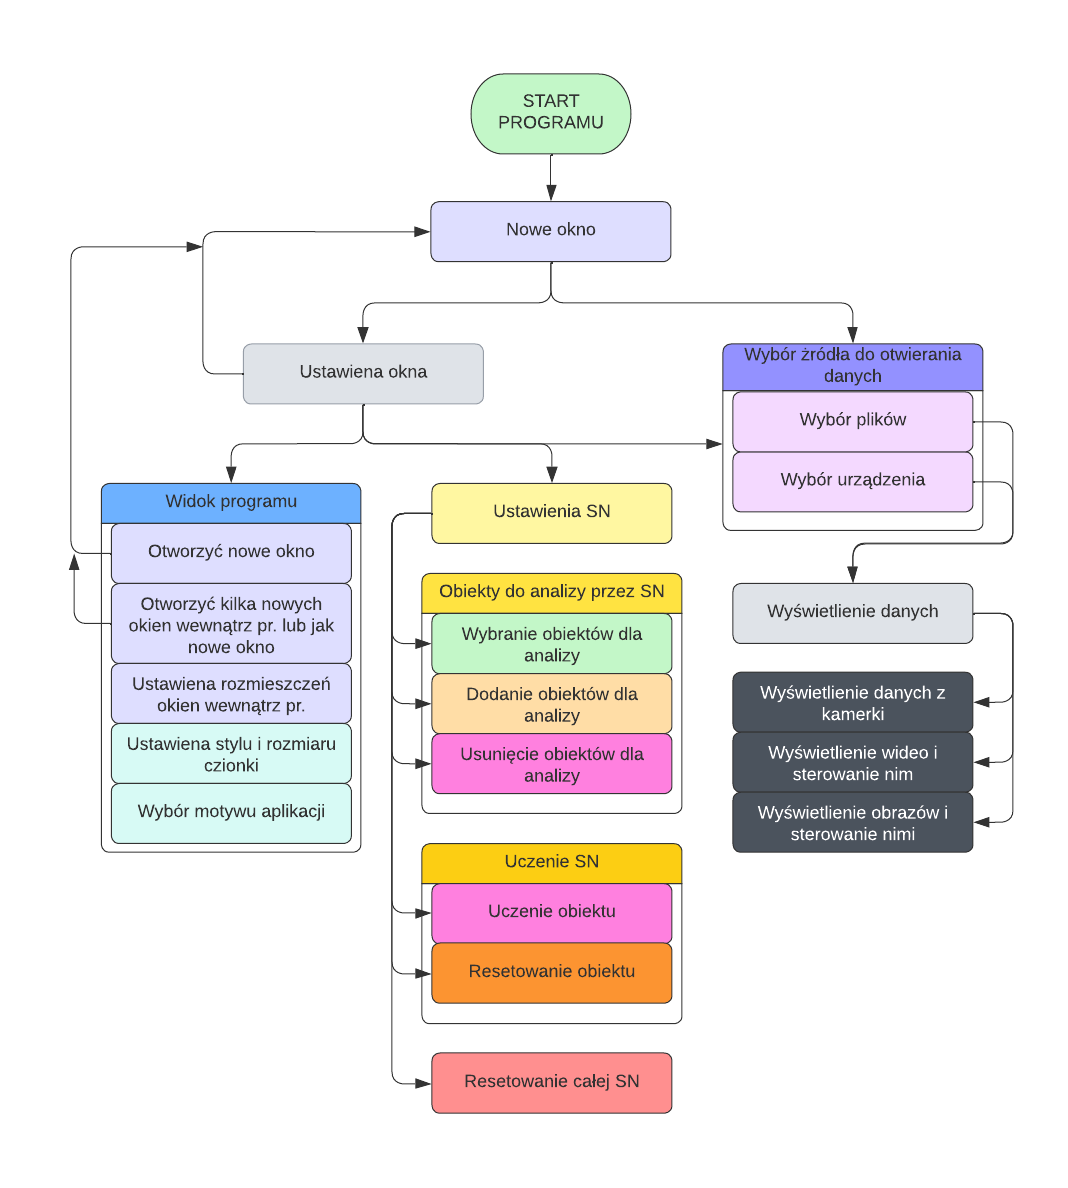 START
PROGRAMU
Nowe okno
Ustawiena okna
Wybór żródła do otwierania
danych
Wybór plików
Wybór urządzenia
Widok programu
Otworzyć nowe okno
Otworzyć kilka nowych
okien wewnątrz pr. lub jak
nowe okno
Ustawiena rozmieszczeń
okien wewnątrz pr.
Ustawiena stylu i rozmiaru
czionki
Wybór motywu aplikacji
Ustawienia SN
Obiekty do analizy przez SN
Wybranie obiektów dla
analizy
Dodanie obiektów dla
analizy
Usunięcie obiektów dla
analizy
Uczenie SN
Uczenie obiektu
Resetowanie obiektu
Resetowanie całej SN
Wyświetlienie danych
Wyświetlienie danych z
kamerki
Wyświetlienie wideo i
sterowanie nim
Wyświetlienie obrazów i
sterowanie nimi